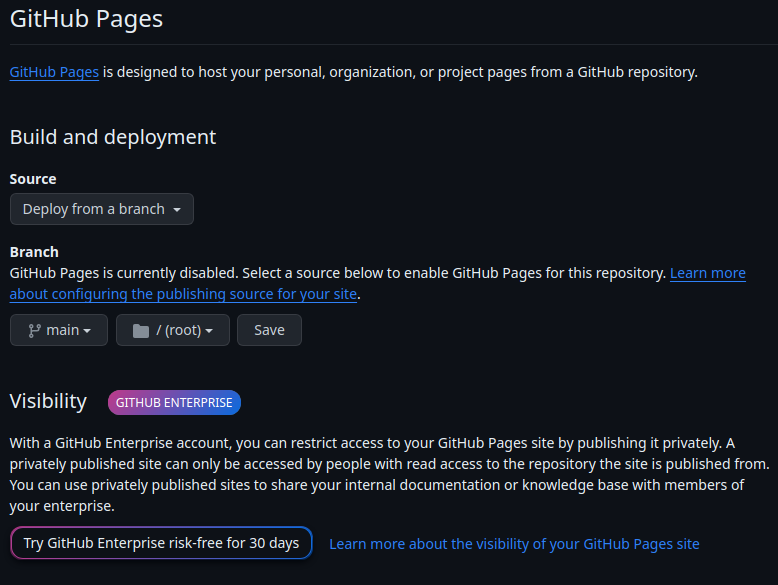 GitHub Pages
GitHub Pages is designed to host your personal, organization, or project pages from a GitHub repository.
Build and deployment
Source
Deploy from a branch
Branch
GitHub Pages is currently disabled. Select a source below to enable GitHub Pages for this repository. Learn more
about configuring the publishing source for your site.
main / (root) Save
Visibility GITHUB ENTERPRISE
With a GitHub Enterprise account, you can restrict access to your GitHub Pages site by publishing it privately. A
privately published site can only be accessed by people with read access to the repository the site is published from.
You can use privately published sites to share your internal documentation or knowledge base with members of
your enterprise.
Try GitHub Enterprise risk-free for 30 days Learn more about the visibility of your GitHub Pages site